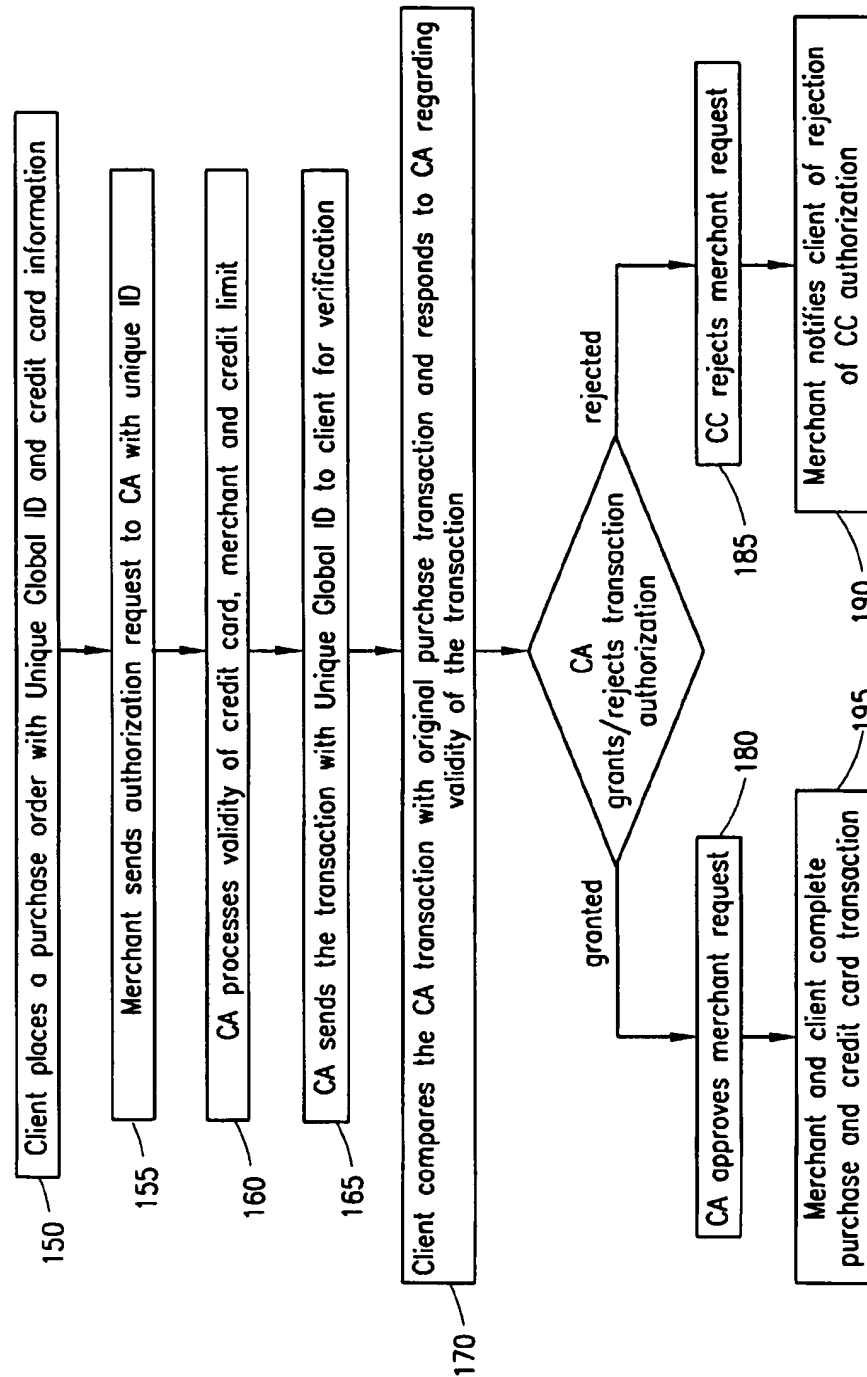 Client places a purchase order with Unique Global ID and credit card information
150
Merchant sends authorization request to CA with unique ID
155
CA processes validity of credit card, merchant and credit limit
160
CA sends the transaction with Unique Global ID to client for verification
165
Client compares the CA transaction with original purchase transaction and responds to CA regarding
validity of the transaction
170
CA
grants/rejects transaction
authorization
granted
rejected
CA approves merchant request
180
CC rejects merchant request
185
Merchant and client complete
purchase and credit card transaction
195
Merchant notifies client of rejection
of CC authorization
190